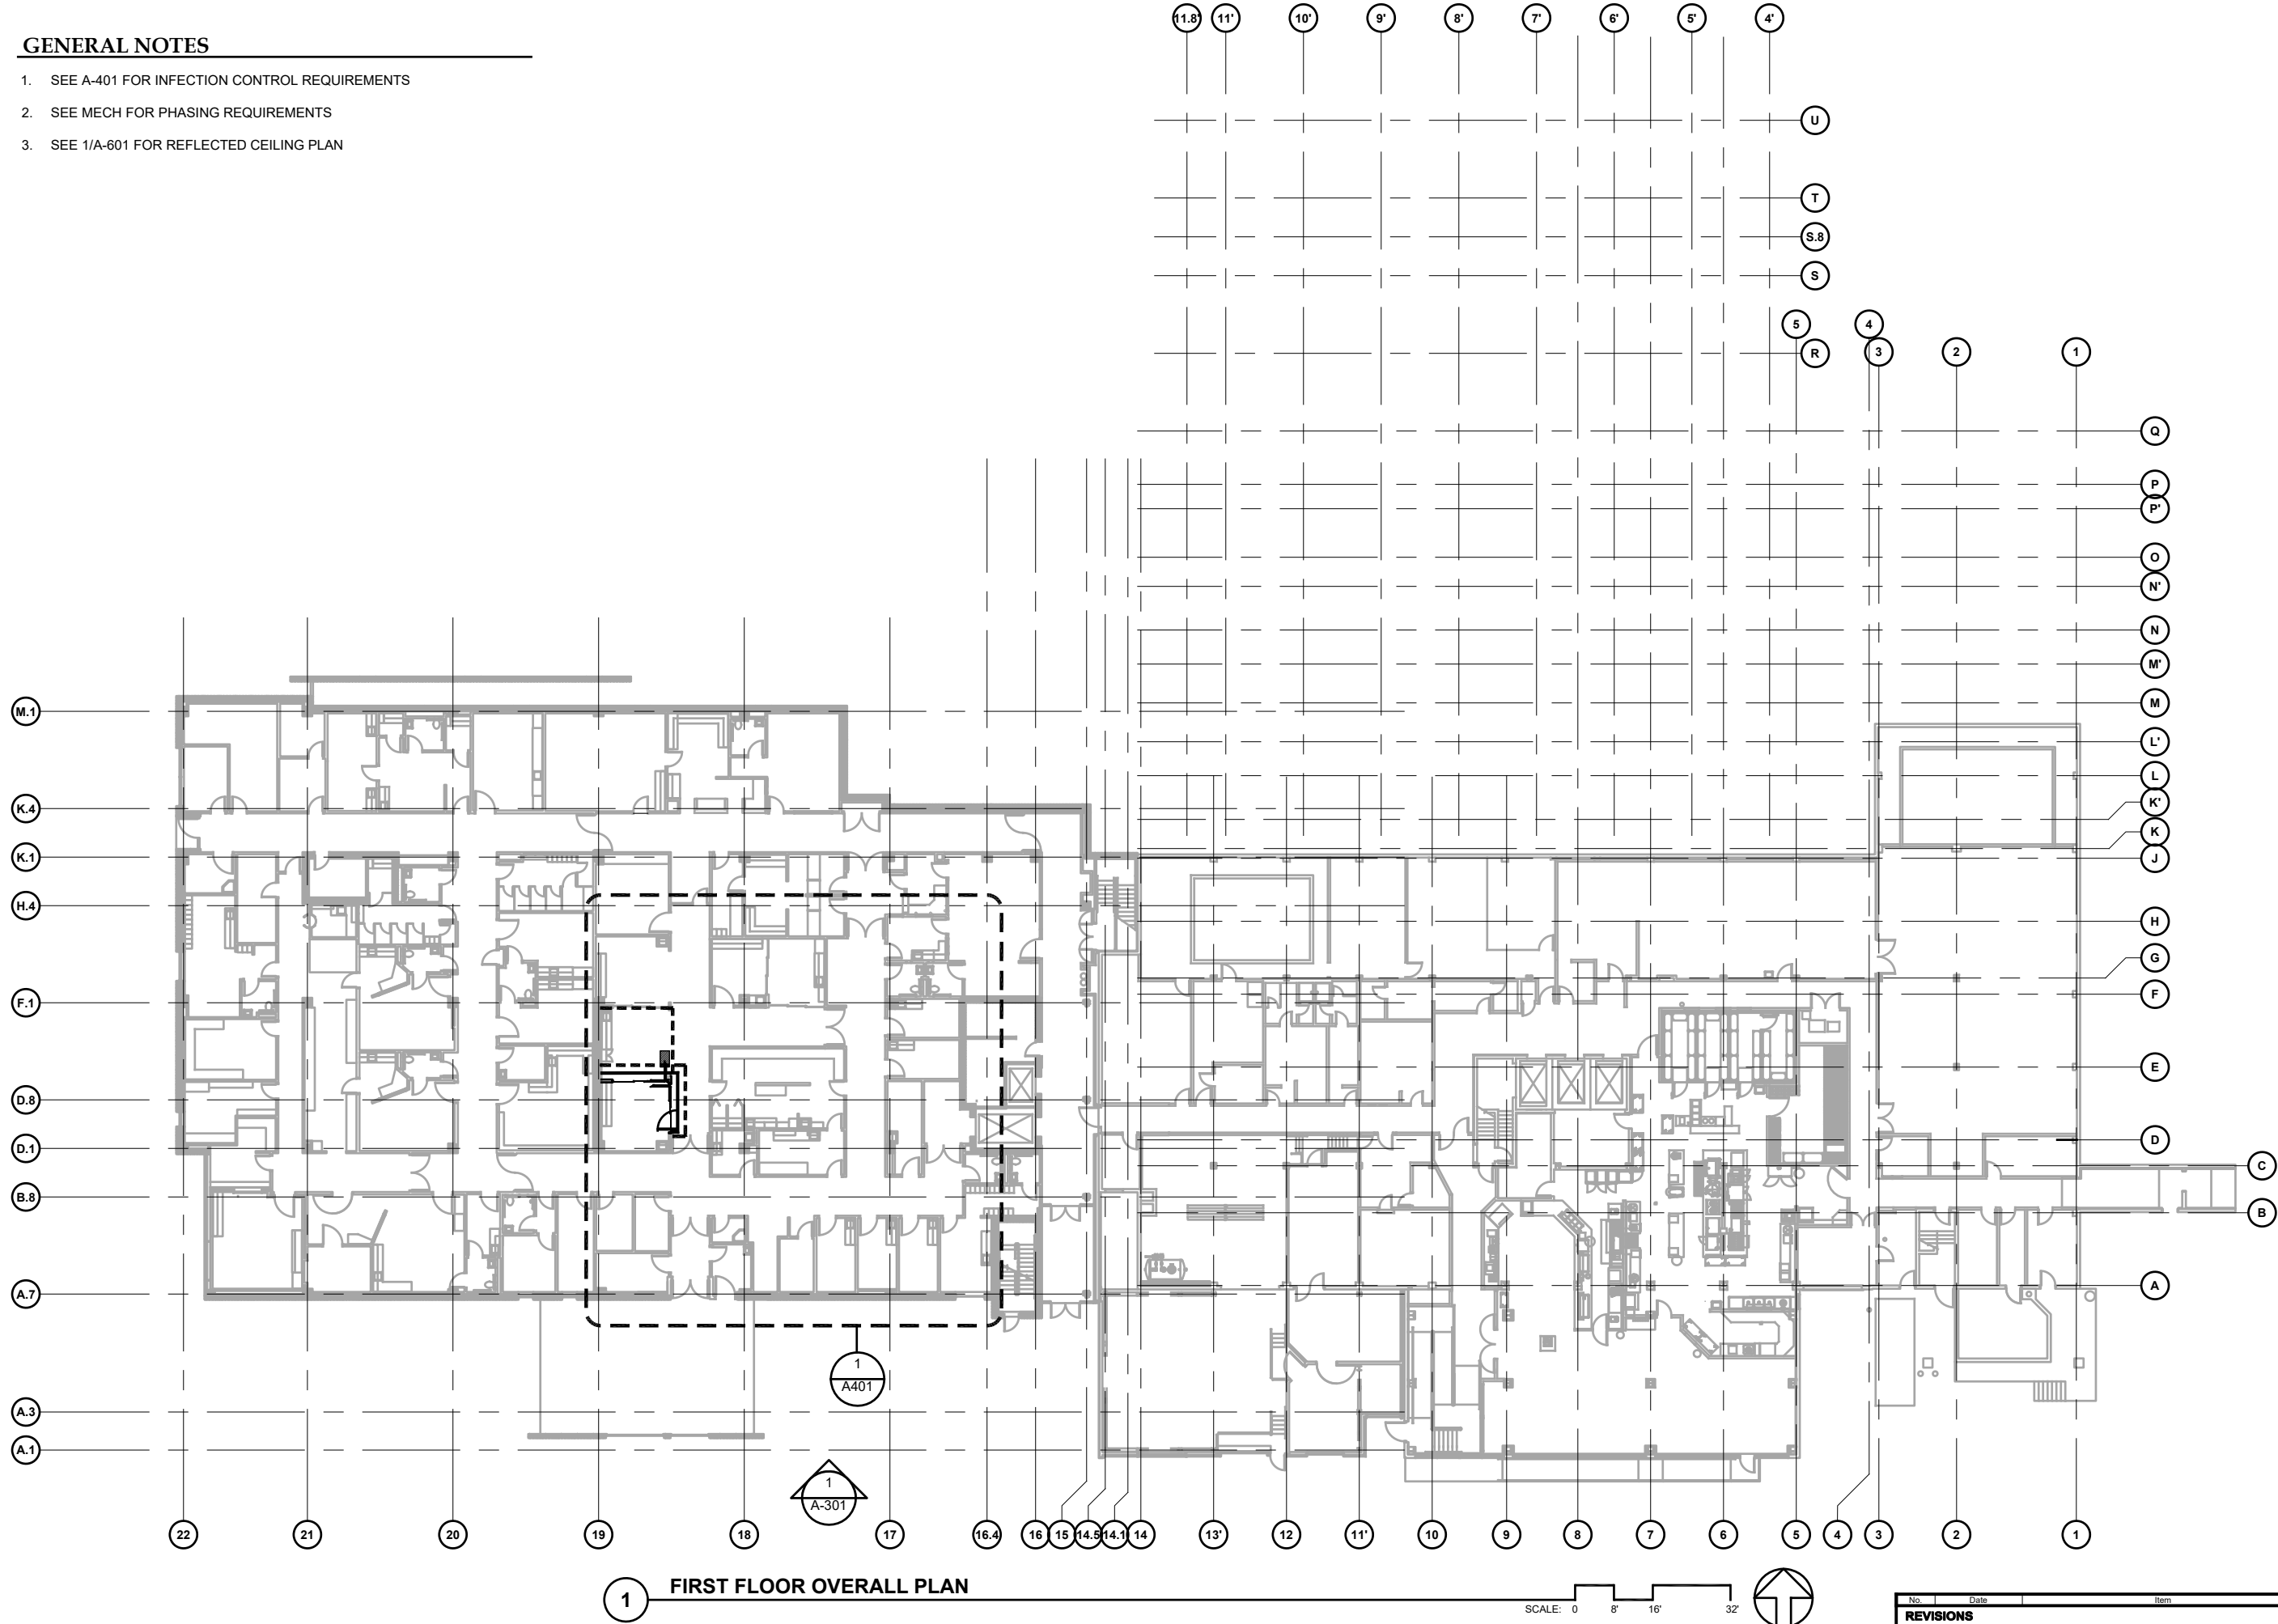 11.8' 11' 10' 9' 8' 7' 6' 5' 4'
GENERAL NOTES
1. SEE A-401 FOR INFECTION CONTROL REQUIREMENTS
2. SEE MECH FOR PHASING REQUIREMENTS
3. SEE 1/A-601 FOR REFLECTED CEILING PLAN
U
T
S.8
S
5 4
R 3 2 1
Q
P
P'
O
N'
N
M'
M.1 M
L'
L
K.4 K'
K
K.1 J
H.4 H
G
F.1 F
E
D.8
D.1 D
C
B.8 B
A.7 A
1
A401
A.3
A.1
1
A-301
22 21 20 19 18 17 16.4 16 15 14.5 14.1 14 13' 12 11' 10 9 8 7 6 5 4 3 2 1
1 FIRST FLOOR OVERALL PLAN
SCALE: 0 8' 16' 32'
No. Date Item
REVISIONS